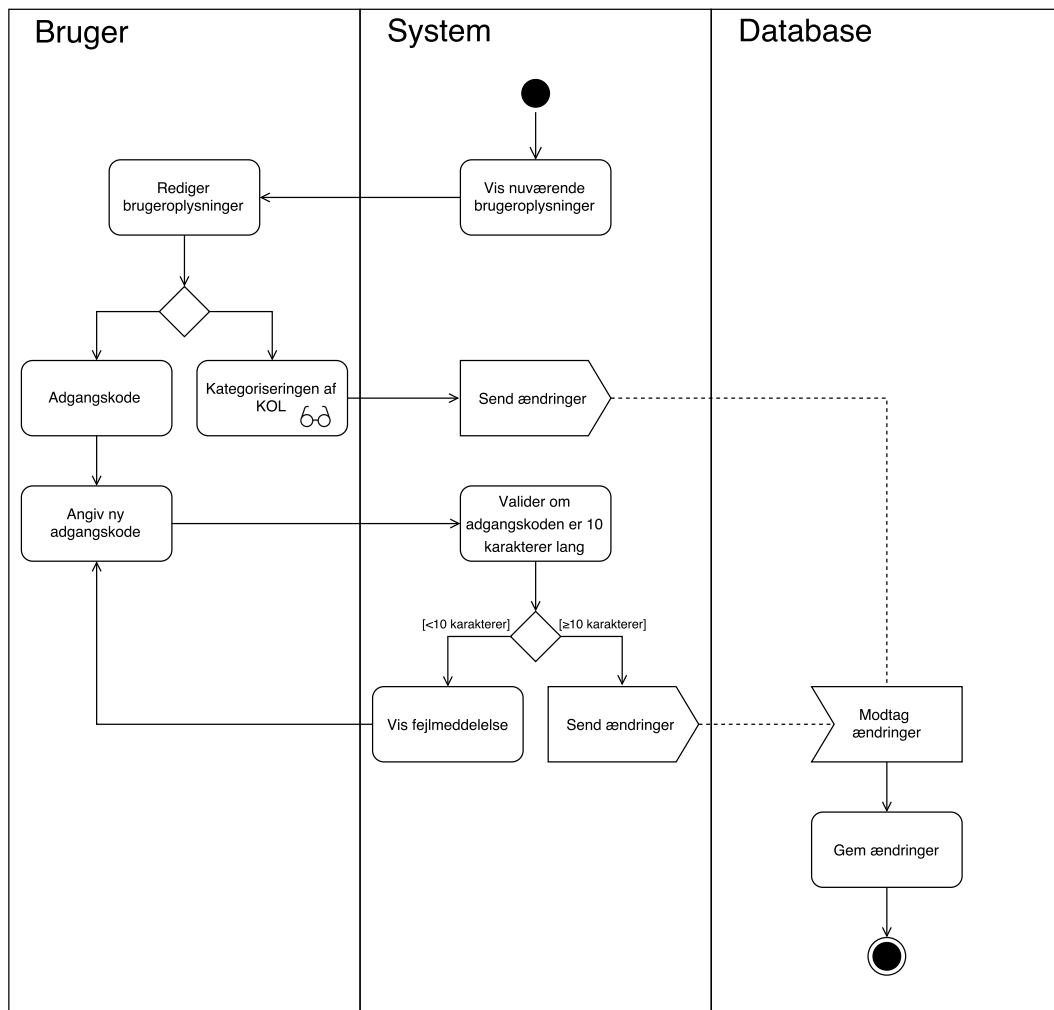 Bruger
System
Database
Rediger
brugeroplysninger
Vis nuværende
brugeroplysninger
Adgangskode
Kategoriseringen af
KOL
Send ændringer
Angiv ny
adgangskode
Valider om
adgangskoden er 10
karakterer lang
[<10 karakterer]
[≥10 karakterer]
Vis fejlmeddelelse
Send ændringer
Modtag
ændringer
Gem ændringer